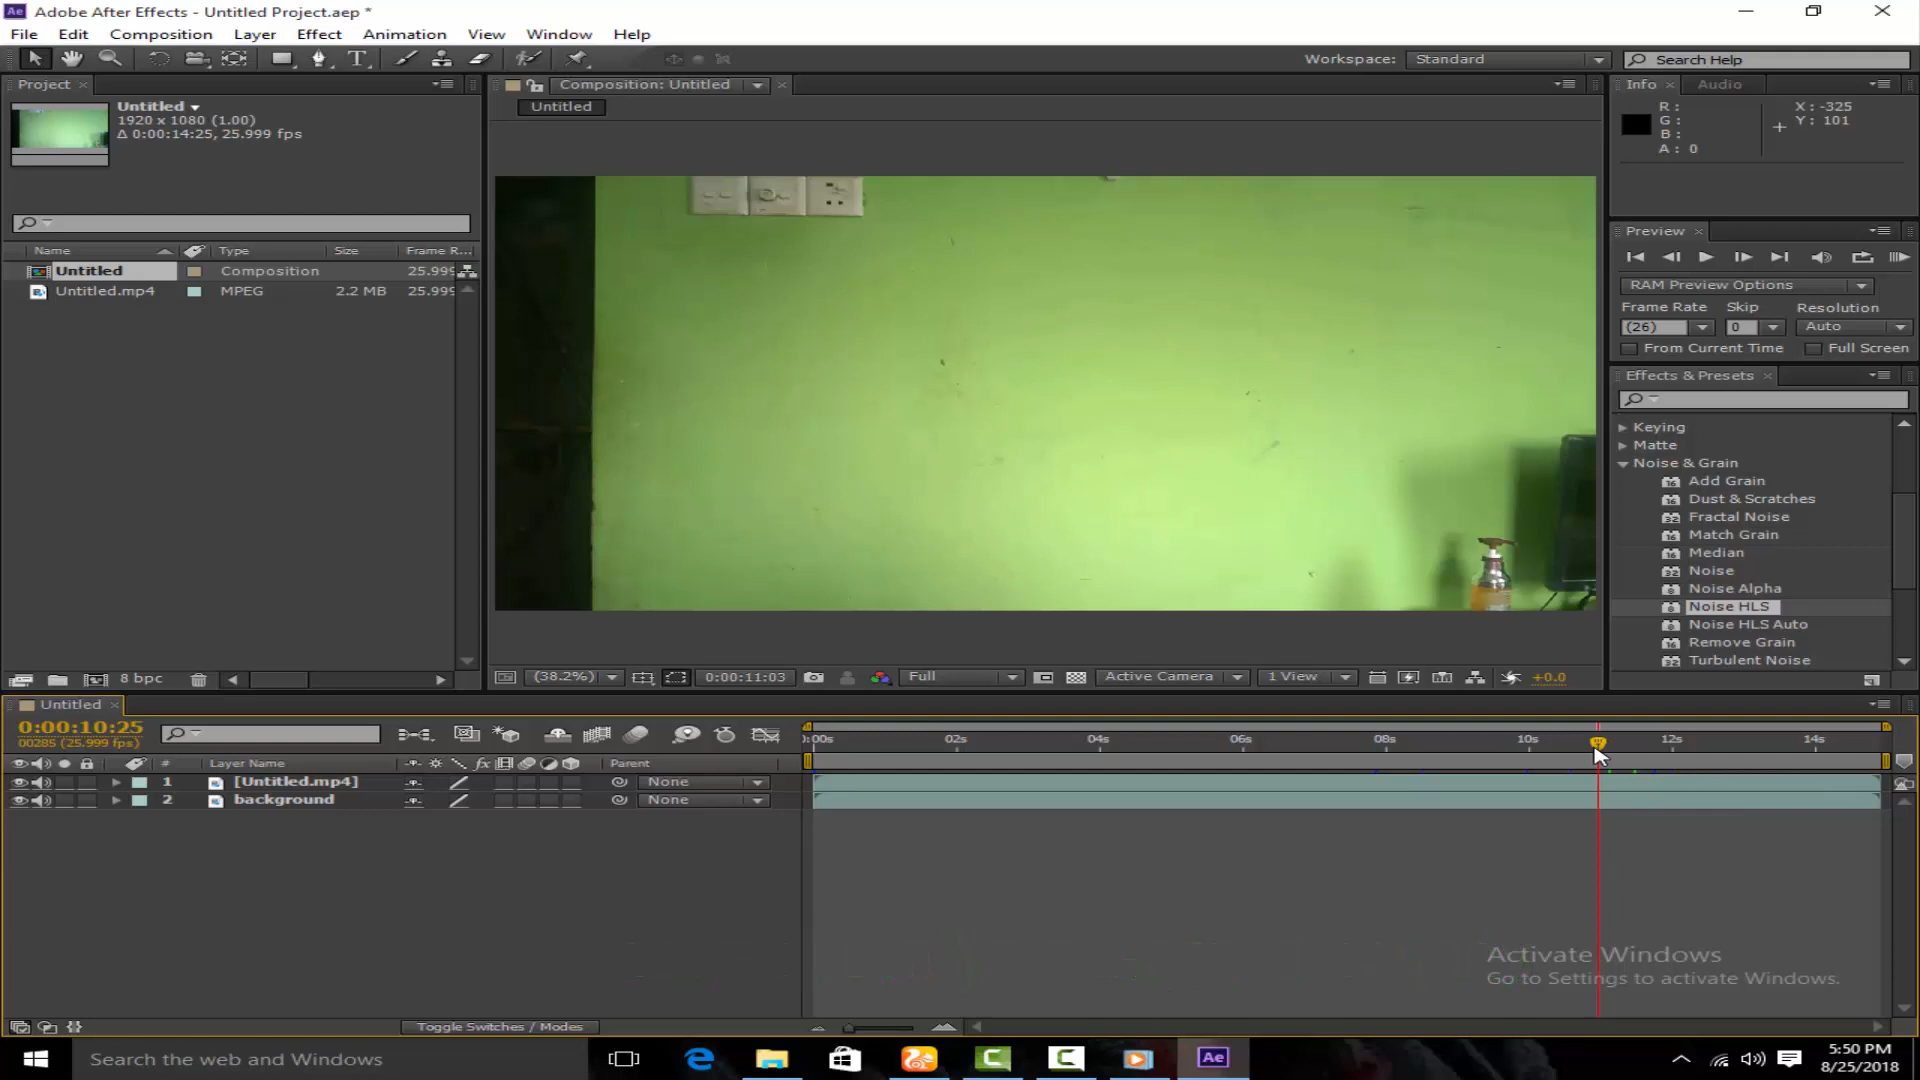 Adobe After Effects - Untitled Project.aep *
File Edit Composition Layer Effect Animation View Window Help
Workspace: Standard Search Help
Project
Composition: Untitled
Info Audio
Untitled
1920 x 1080 (1.00)
Δ 0:00:14:25, 25.999 fps
Untitled
R :
G :
B :
A : 0
X : -325
Y : 101
Preview
RAM Preview Options
Frame Rate Skip Resolution
(26) 0 Auto
From Current Time Full Screen
Name Type Size Frame R...
Untitled Composition 25.999
Untitled.mp4 MPEG 2.2 MB 25.999
Effects & Presets
Keying
Matte
Noise & Grain
Add Grain
Dust & Scratches
Fractal Noise
Match Grain
Median
Noise
Noise Alpha
Noise HLS
Noise HLS Auto
Remove Grain
Turbulent Noise
8 bpc
(38.2%) 0:00:11:03 Full Active Camera 1 View +0.0
Untitled
0:00:10:25
00285 (25.999 fps)
0:00s 02s 04s 06s 08s 10s 12s 14s
# Layer Name Parent
1 [Untitled.mp4] None
2 background None
Activate Windows
Go to Settings to activate Windows.
Toggle Switches / Modes
Search the web and Windows
Ae
5:50 PM
8/25/2018